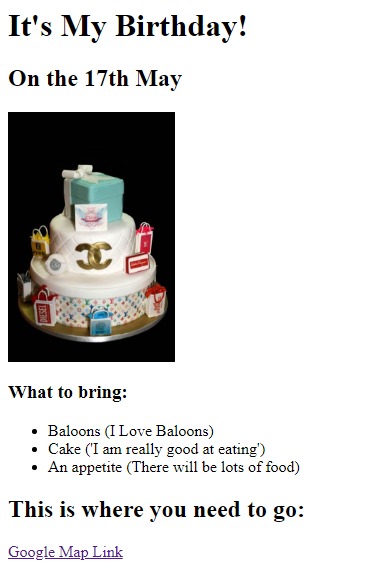 It's My Birthday!
On the 17th May
DIESEL
What to bring:
Baloons (I Love Baloons)
Cake ('I am really good at eating')
An appetite (There will be lots of food)
This is where you need to go:
Google Map Link